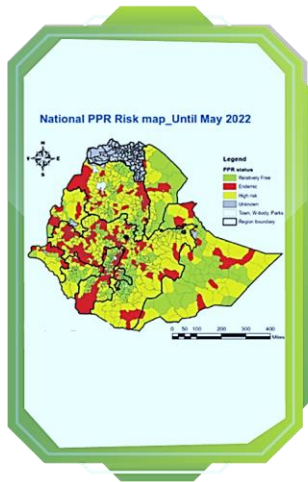 National PPR Risk map_Until May 2022
N
W
E
S
Legend
PPR status
Relatively Free
Endemic
High risk
Unknown
Town, W-body, Parks
Region boundary
0 50 100 200 300 400
Miles